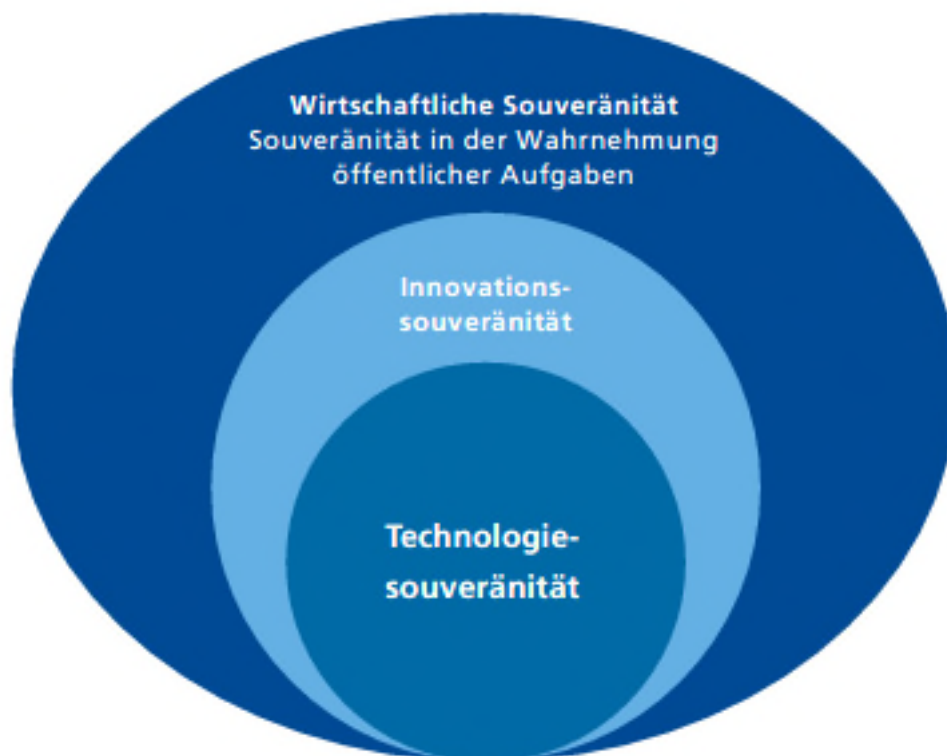 Wirtschaftliche Souveränität
Souveränität in der Wahrnehmung
öffentlicher Aufgaben
Innovations-
souveränität
Technologie-
souveränität